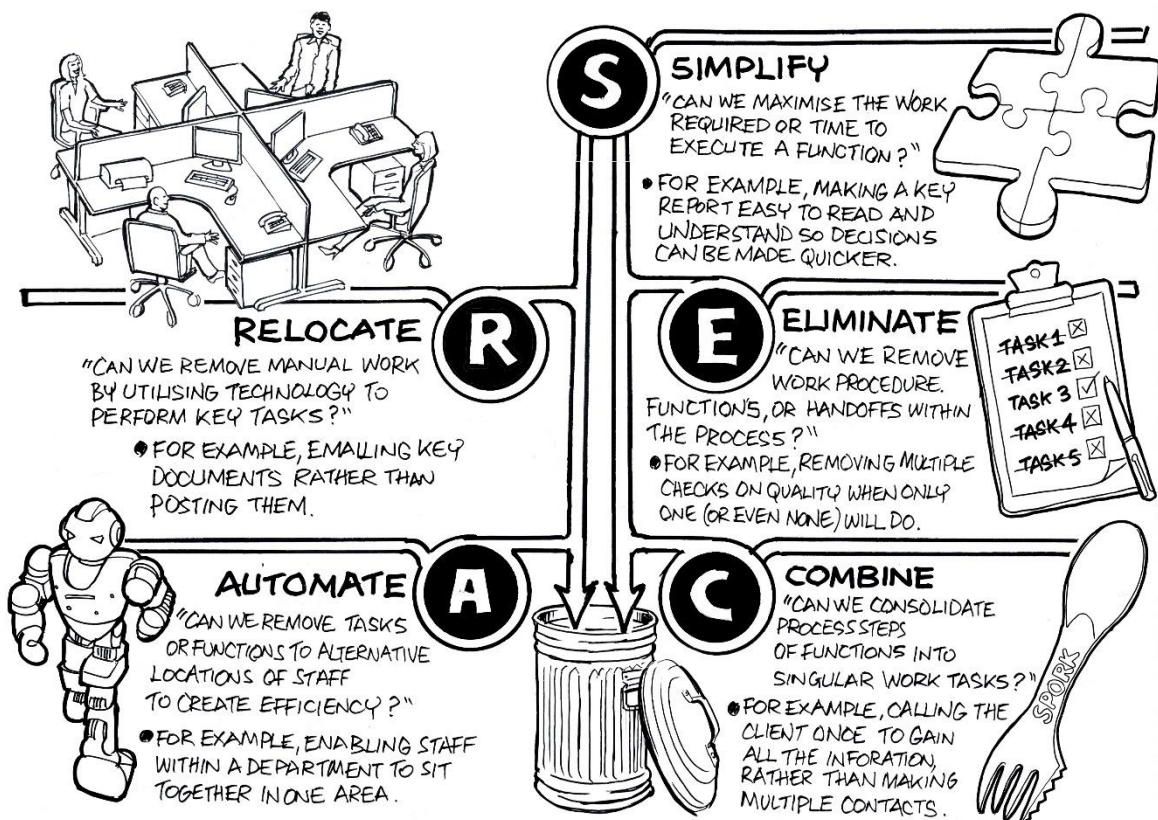 S
SIMPLIFY
"CAN WE MAXIMISE THE WORK
REQUIRED OR TIME TO
EXECUTE A FUNCTION?"
• FOR EXAMPLE, MAKING A KEY
REPORT EASY TO READ AND
UNDERSTAND SO DECISIONS
CAN BE MADE QUICKER.
R
RELOCATE
"CAN WE REMOVE MANUAL WORK
BY UTILISING TECHNOLOGY TO
PERFORM KEY TASKS?"
• FOR EXAMPLE, EMAILING KEY
DOCUMENTS RATHER THAN
POSTING THEM.
E
ELIMINATE
"CAN WE REMOVE
WORK PROCEDURE.
FUNCTIONS, OR HANDOFFS WITHIN
THE PROCESS?"
• FOR EXAMPLE, REMOVING MULTIPLE
CHECKS ON QUALITY WHEN ONLY
ONE (OR EVEN NONE) WILL DO.
TASK 1
TASK 2
TASK 3
TASK 4
TASK 5
A
AUTOMATE
"CAN WE REMOVE TASKS
OR FUNCTIONS TO ALTERNATIVE
LOCATIONS OF STAFF
TO CREATE EFFICIENCY?"
• FOR EXAMPLE, ENABLING STAFF
WITHIN A DEPARTMENT TO SIT
TOGETHER IN ONE AREA.
C
COMBINE
"CAN WE CONSOLIDATE
PROCESS STEPS
OF FUNCTIONS INTO
SINGULAR WORK TASKS?"
• FOR EXAMPLE, CALLING THE
CLIENT ONCE TO GAIN
ALL THE INFORATION,
RATHER THAN MAKING
MULTIPLE CONTACTS.
SPORK